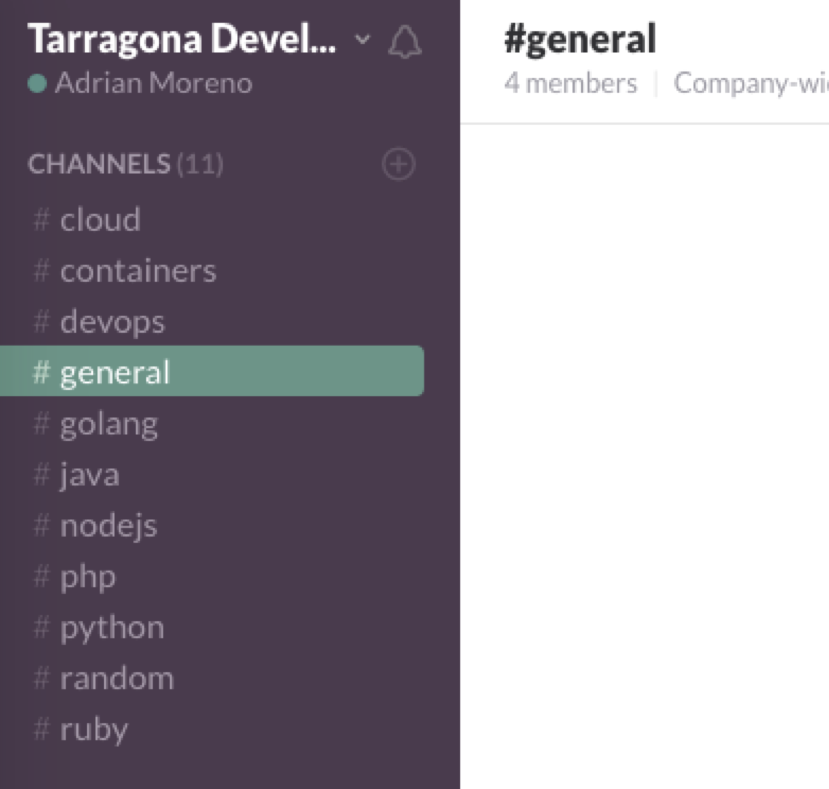 Tarragona Devel...
Adrian Moreno
CHANNELS (11)
# cloud
# containers
# devops
# general
# golang
# java
# nodejs
# php
# python
# random
# ruby
#general
4 members | Company-wi